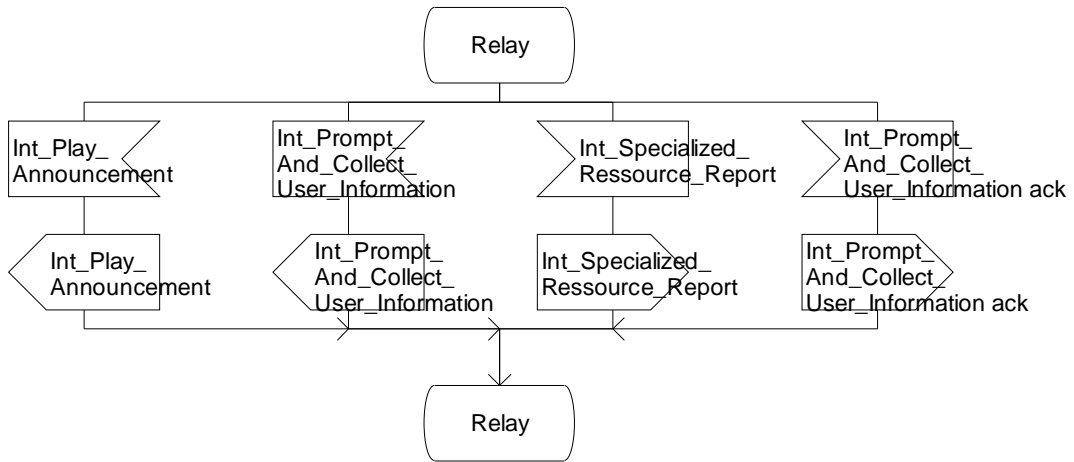 Relay
Int_Play_
Announcement
Int_Prompt_
And_Collect_
User_Information
Int_Specialized_
Ressource_Report
Int_Prompt_
And_Collect_
User_Information ack
Int_Play_
Announcement
Int_Prompt_
And_Collect_
User_Information
Int_Specialized_
Ressource_Report
Int_Prompt_
And_Collect_
User_Information ack
Relay